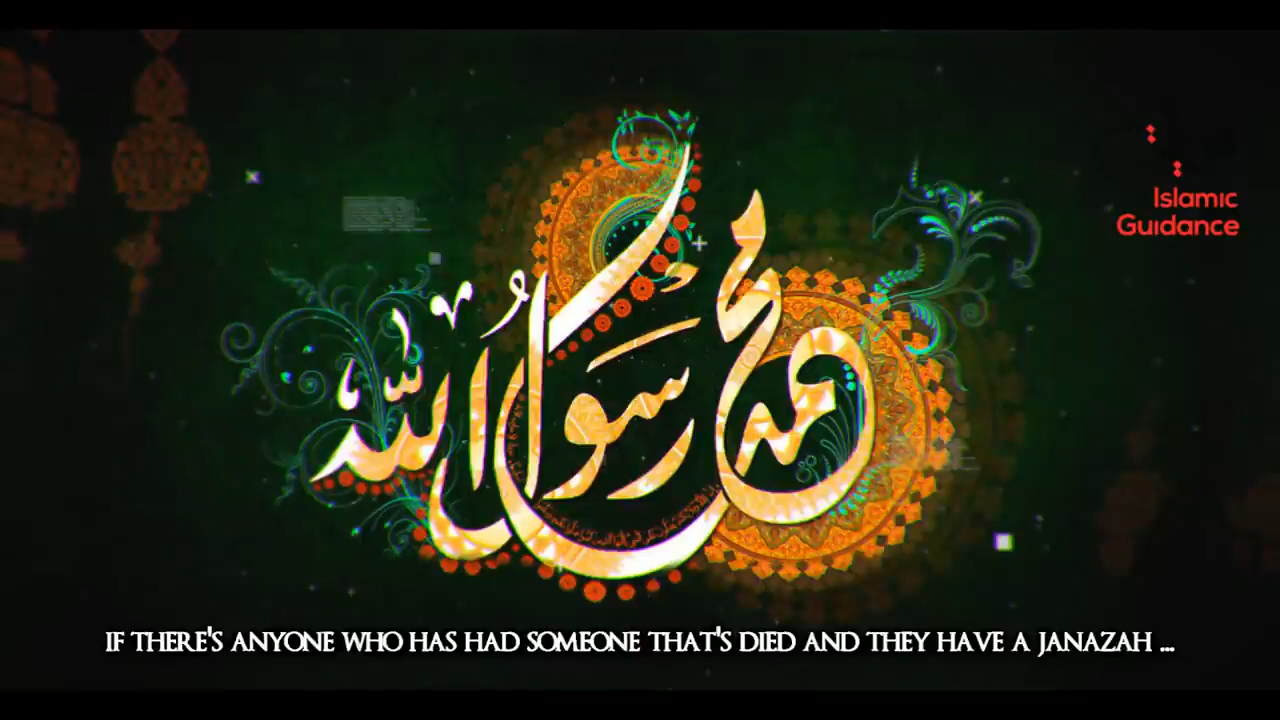 محمد رسول الله
Islamic
Guidance
IF THERE'S ANYONE WHO HAS HAD SOMEONE THAT'S DIED AND THEY HAVE A JANAZAH ...